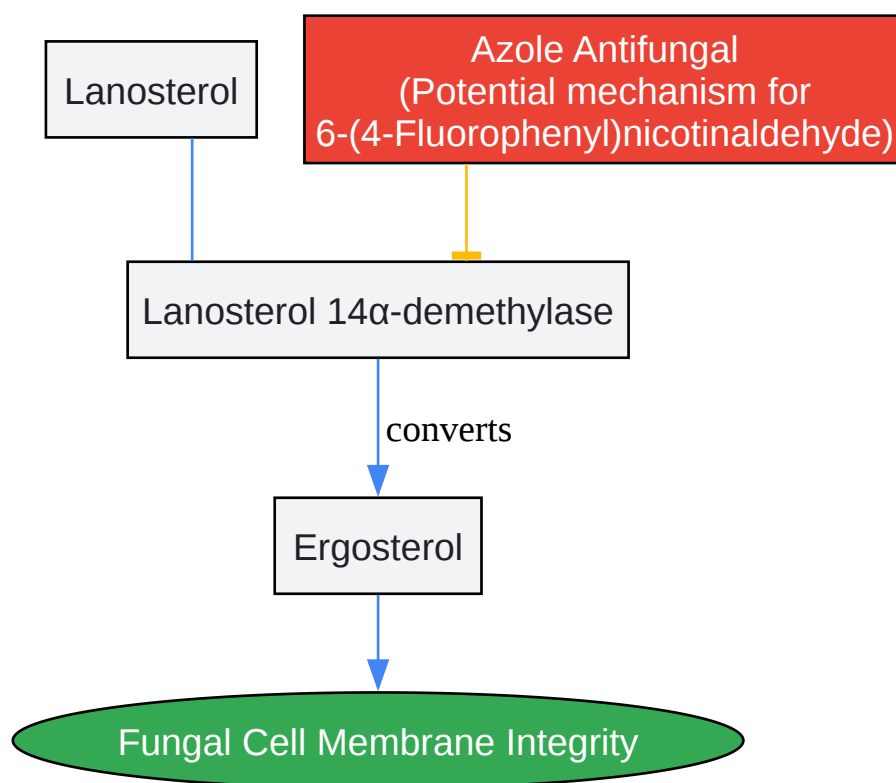 Lanosterol
Azole Antifungal
(Potential mechanism for
6-(4-Fluorophenyl)nicotinaldehyde)
Lanosterol 14α-demethylase
converts
Ergosterol
Fungal Cell Membrane Integrity